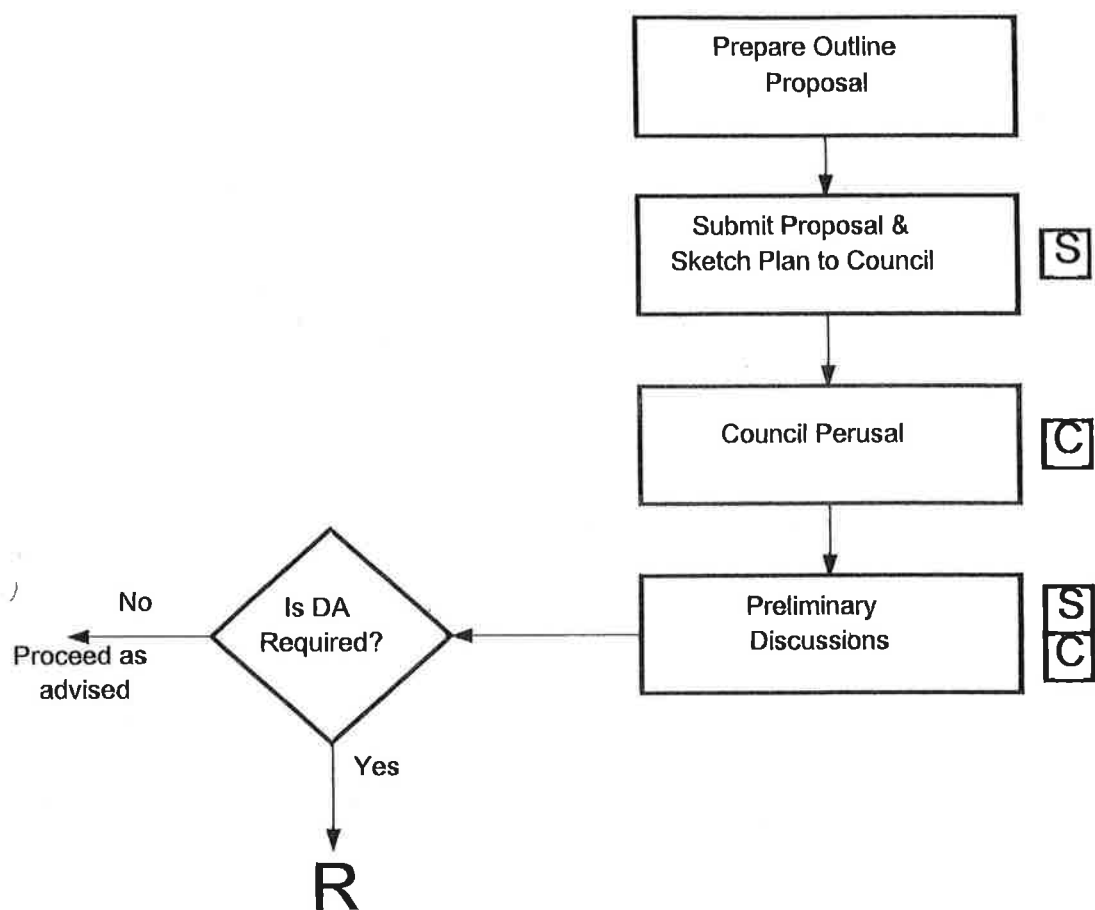 Prepare Outline
Proposal
Submit Proposal &
Sketch Plan to Council
S
Council Perusal
C
Preliminary
Discussions
S
C
Is DA
Required?
No
Proceed as
advised
Yes
R